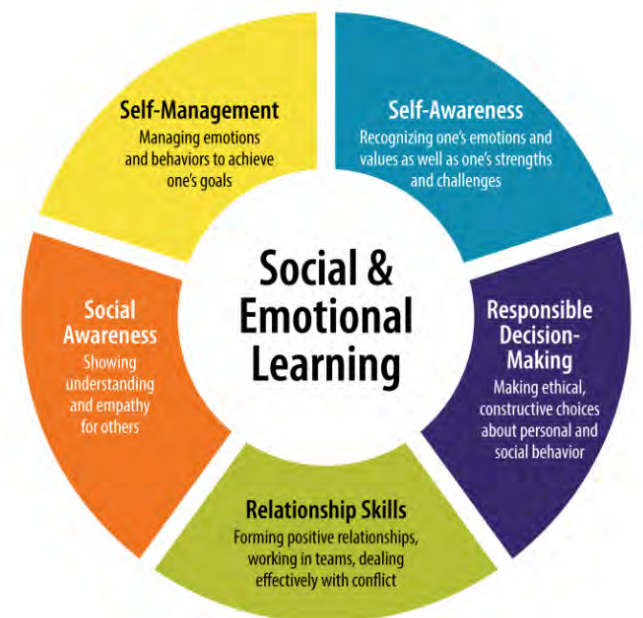 Self-Management
Managing emotions
and behaviors to achieve
one's goals
Self-Awareness
Recognizing one's emotions and
values as well as one's strengths
and challenges
Social &
Emotional
Learning
Social
Awareness
Showing
understanding
and empathy
for others
Responsible
Decision-
Making
Making ethical,
constructive choices
about personal and
social behavior
Relationship Skills
Forming positive relationships,
working in teams, dealing
effectively with conflict